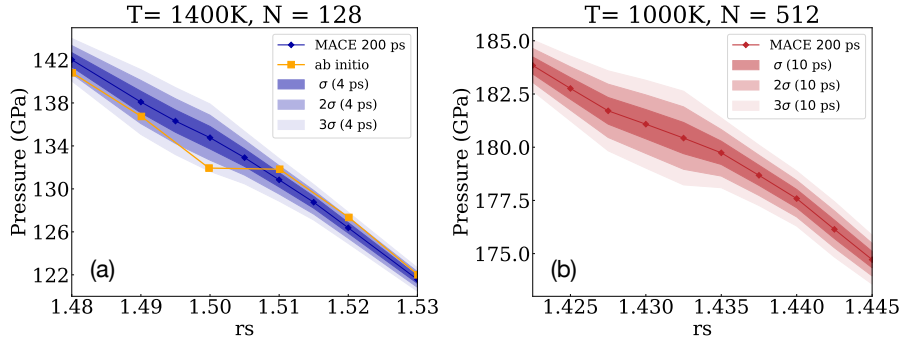 T= 1400K, N = 128
MACE 200 ps
ab initio
σ (4 ps)
2σ (4 ps)
3σ (4 ps)
142
138
134
130
126
122
Pressure (GPa)
(a)
1.48 1.49 1.50 1.51 1.52 1.53
rs
T= 1000K, N = 512
MACE 200 ps
σ (10 ps)
2σ (10 ps)
3σ (10 ps)
185.0
182.5
180.0
177.5
175.0
Pressure (GPa)
(b)
1.425 1.430 1.435 1.440 1.445
rs